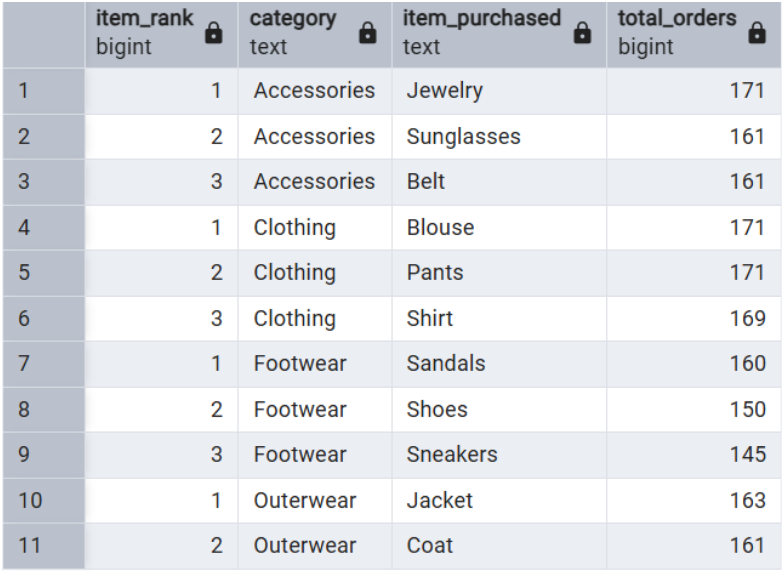 item_rank category item_purchased total_orders
bigint text text bigint
1 1 Accessories Jewelry 171
2 2 Accessories Sunglasses 161
3 3 Accessories Belt 161
4 1 Clothing Blouse 171
5 2 Clothing Pants 171
6 3 Clothing Shirt 169
7 1 Footwear Sandals 160
8 2 Footwear Shoes 150
9 3 Footwear Sneakers 145
10 1 Outerwear Jacket 163
11 2 Outerwear Coat 161